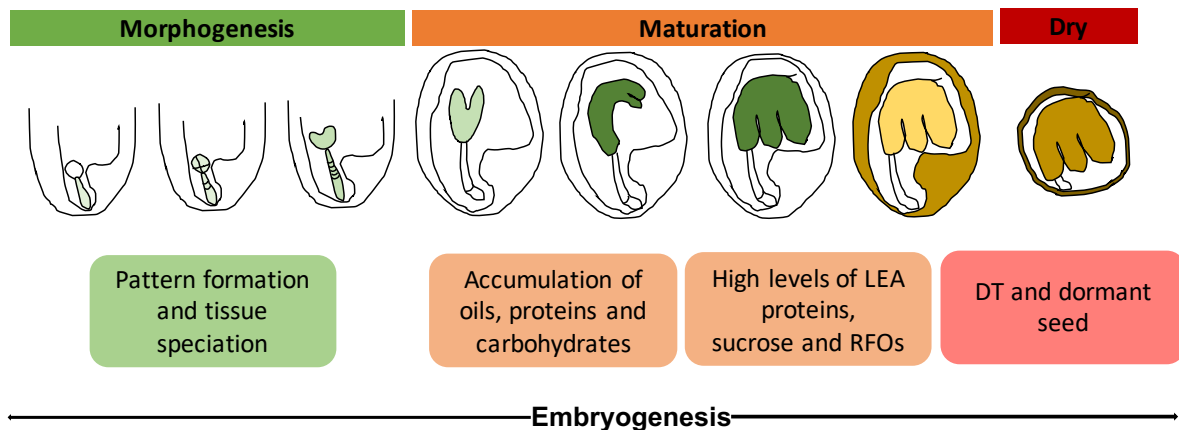 Morphogenesis
Maturation
Dry
Pattern formation
and tissue
speciation
Accumulation of
oils, proteins and
carbohydrates
High levels of LEA
proteins,
sucrose and RFOs
DT and dormant
seed
Embryogenesis